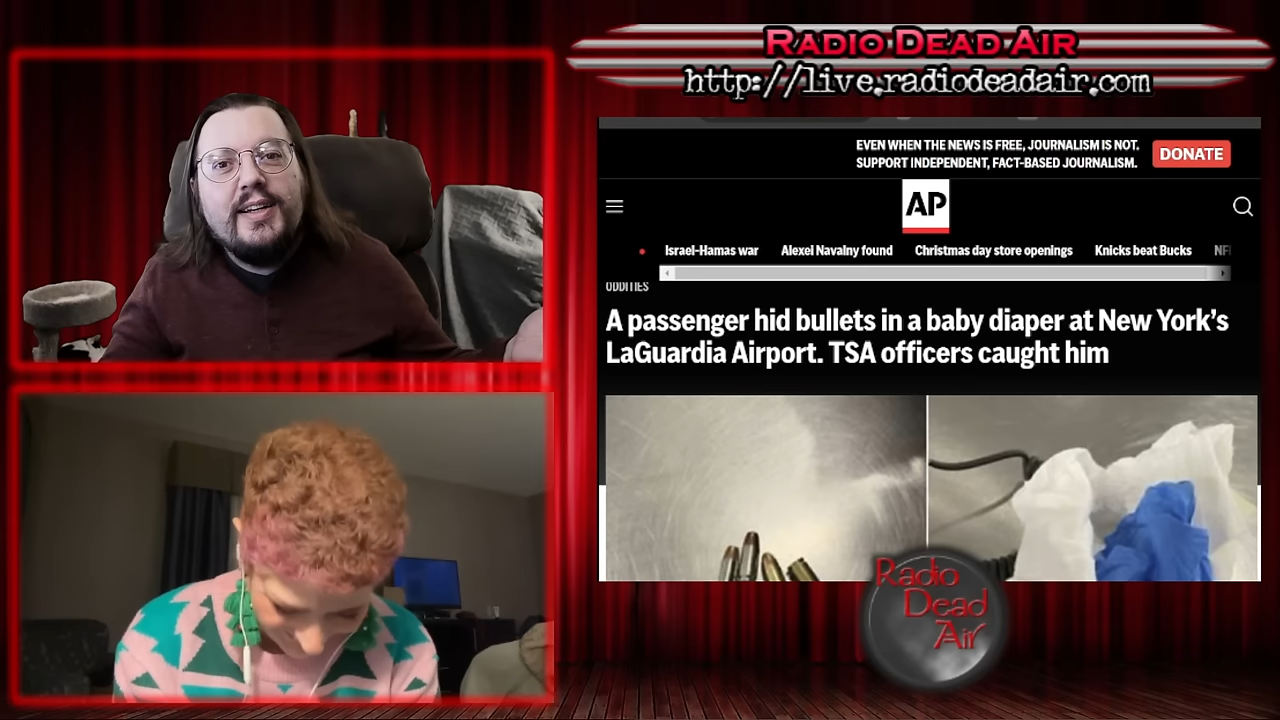 RADIO DEAD AIR
http://live.radiodeadair.com
EVEN WHEN THE NEWS IS FREE, JOURNALISM IS NOT.
SUPPORT INDEPENDENT, FACT-BASED JOURNALISM.
DONATE
AP
Israel-Hamas war Alexei Navalny found Christmas day store openings Knicks beat Bucks NF
ODDITIES
A passenger hid bullets in a baby diaper at New York's
LaGuardia Airport. TSA officers caught him
Radio
Dead
Air